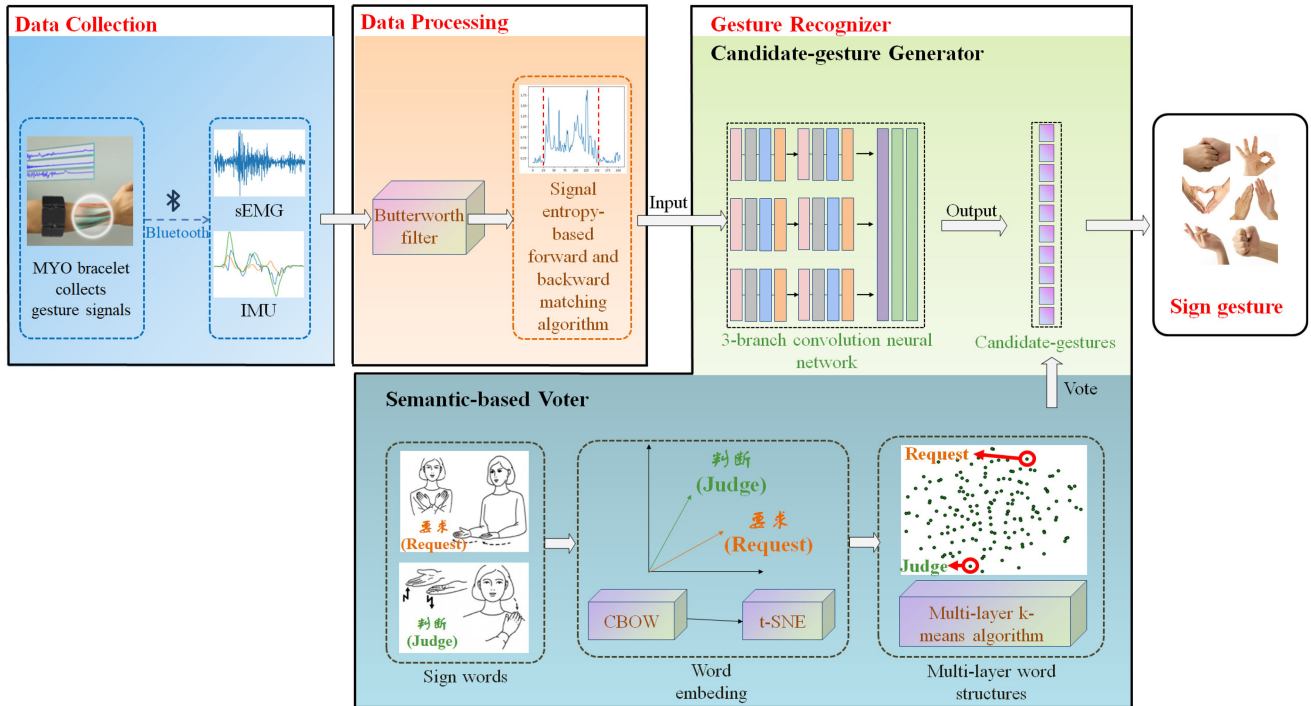 Data Collection
MYO bracelet
collects
gesture signals
Bluetooth
sEMG
IMU
Data Processing
Butterworth
filter
Signal
entropy-
based
forward and
backward
matching
algorithm
Input
Gesture Recognizer
Candidate-gesture Generator
3-branch convolution neural
network
Output
Candidate-gestures
Vote
Sign gesture
Semantic-based Voter
要求
(Request)
判断
(Judge)
Sign words
判断
(Judge)
要求
(Request)
CBOW
t-SNE
Word
embeding
Request
Judge
Multi-layer k-
means algorithm
Multi-layer word
structures